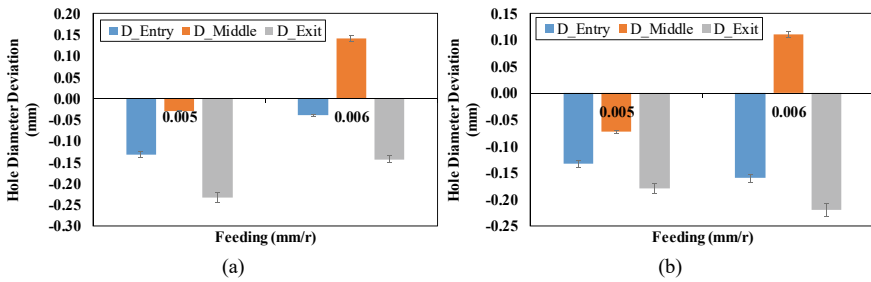 Hole Diameter Deviation
(mm)
0.20
0.15
0.10
0.05
0.00
-0.05
-0.10
-0.15
-0.20
-0.25
-0.30
D_Entry D_Middle D_Exit
0.005 0.006
Feeding (mm/r)
(a)
Hole Diameter Deviation
(mm)
0.15
0.10
0.05
0.00
-0.05
-0.10
-0.15
-0.20
-0.25
D_Entry D_Middle D_Exit
0.005 0.006
Feeding (mm/r)
(b)